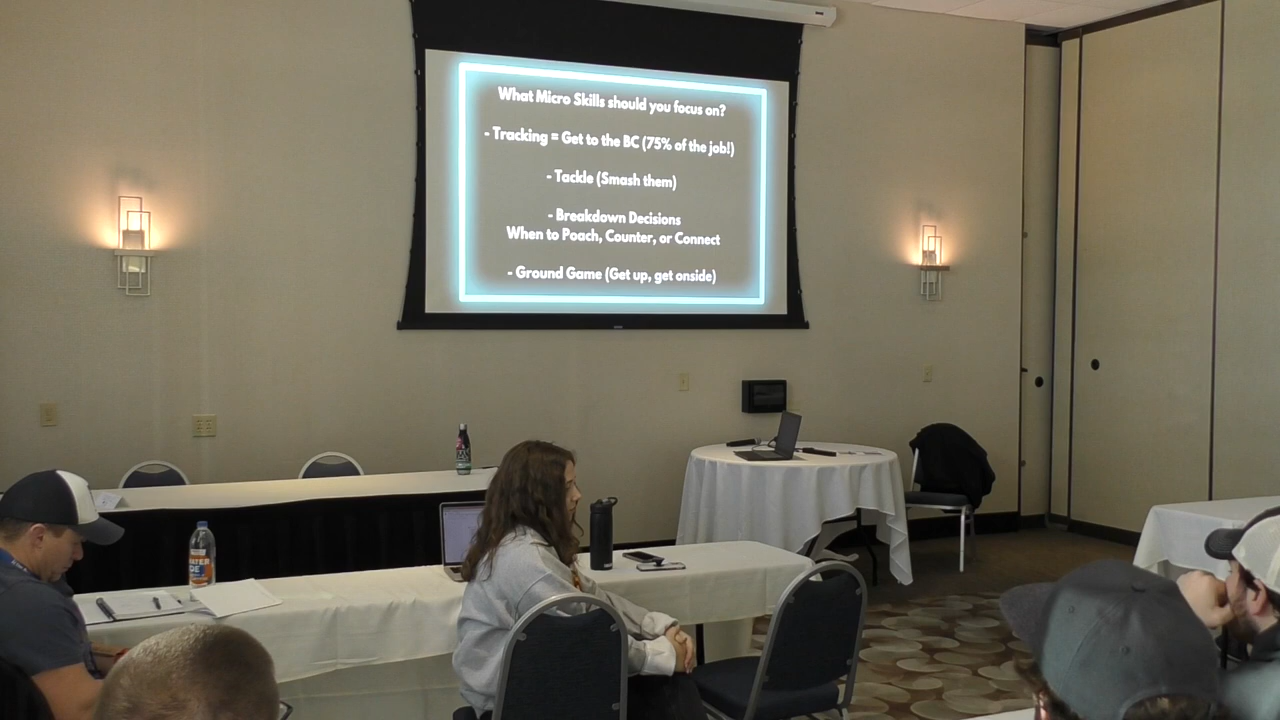 What Micro Skills should you focus on?
- Tracking = Get to the BC (75% of the job!)
- Tackle (Smash them)
- Breakdown Decisions
When to Poach, Counter, or Connect
- Ground Game (Get up, get onside)